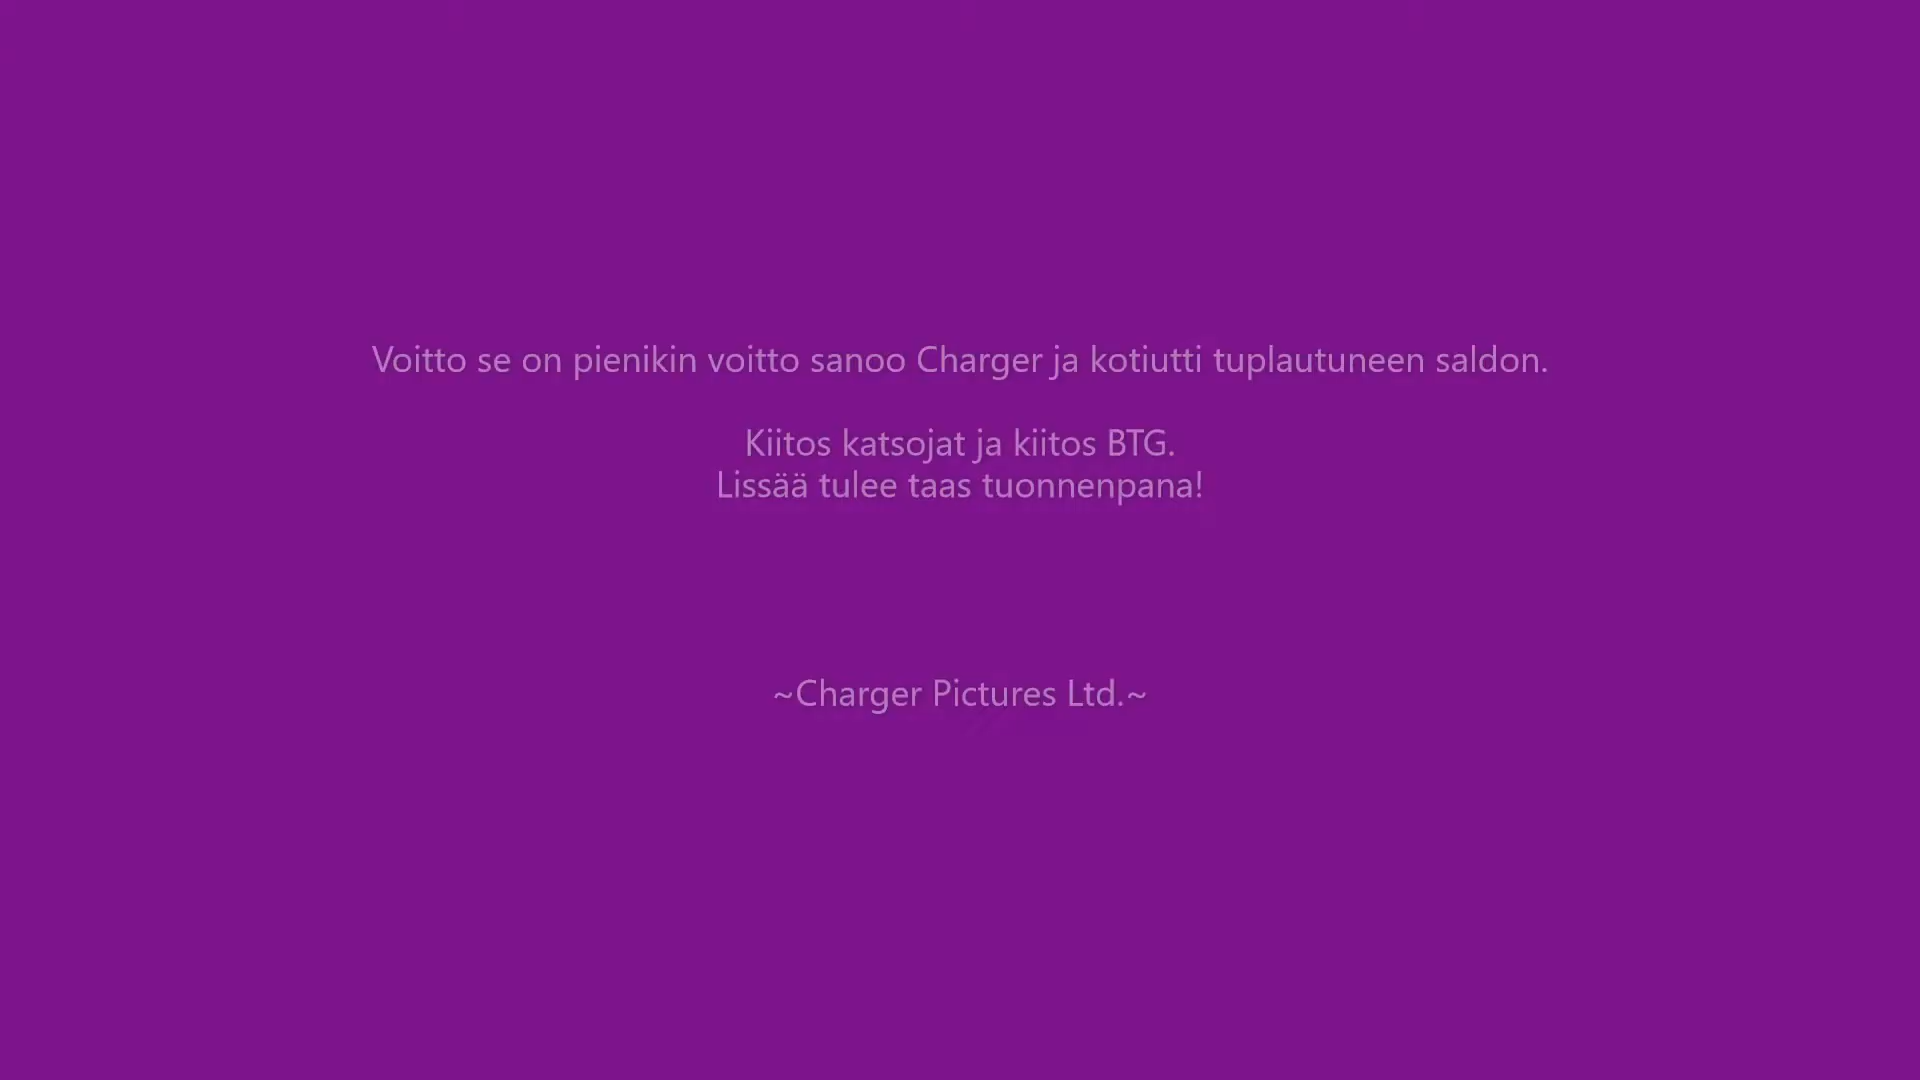 Voitto se on pienikin voitto sanoo Charger ja kotiutti tuplautuneen saldon.
Kiitos katsojat ja kiitos BTG.
Lissää tulee taas tuonnenpana!
~Charger Pictures Ltd.~